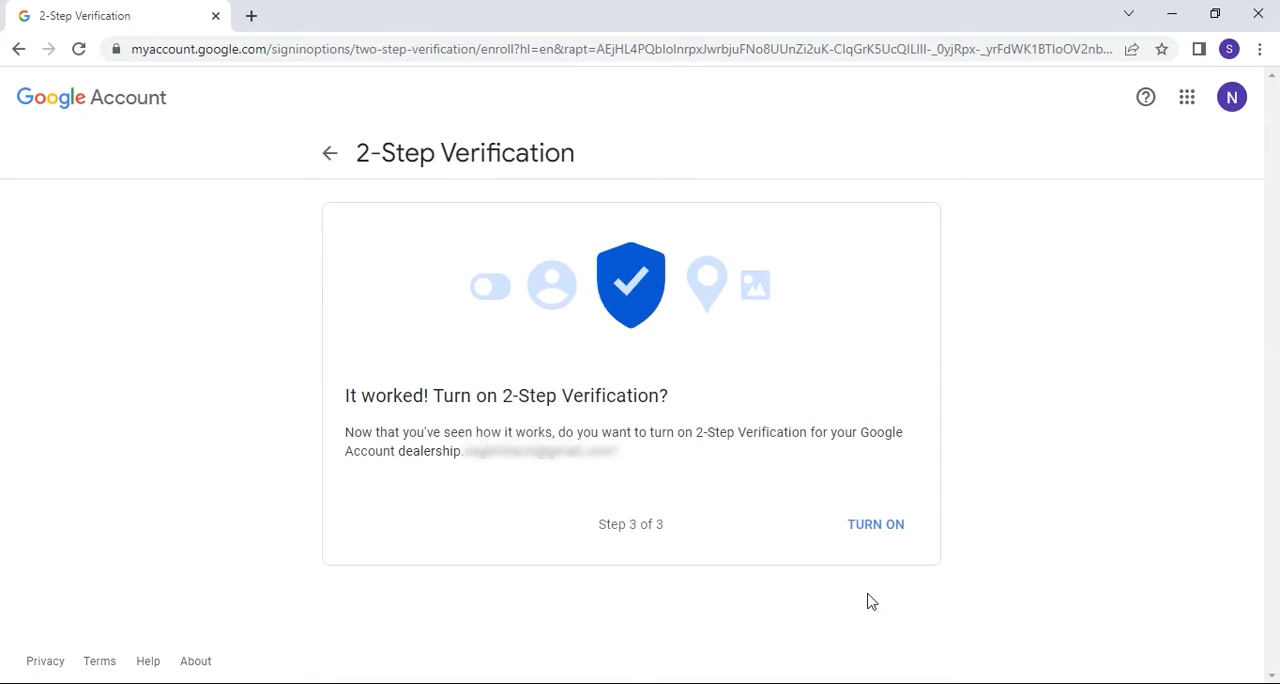 2-Step Verification
myaccount.google.com/signinoptions/two-step-verification/enroll?hl=en&rapt=AEjHL4PQbloInrpxJwrbjuFNo8UUnZi2uK-ClqGrK5UcQILIII-_0yjRpx-_yrFdWK1BTIoOV2nb...
S
Google Account
N
2-Step Verification
It worked! Turn on 2-Step Verification?
Now that you've seen how it works, do you want to turn on 2-Step Verification for your Google
Account dealership.
Step 3 of 3
TURN ON
Privacy Terms Help About